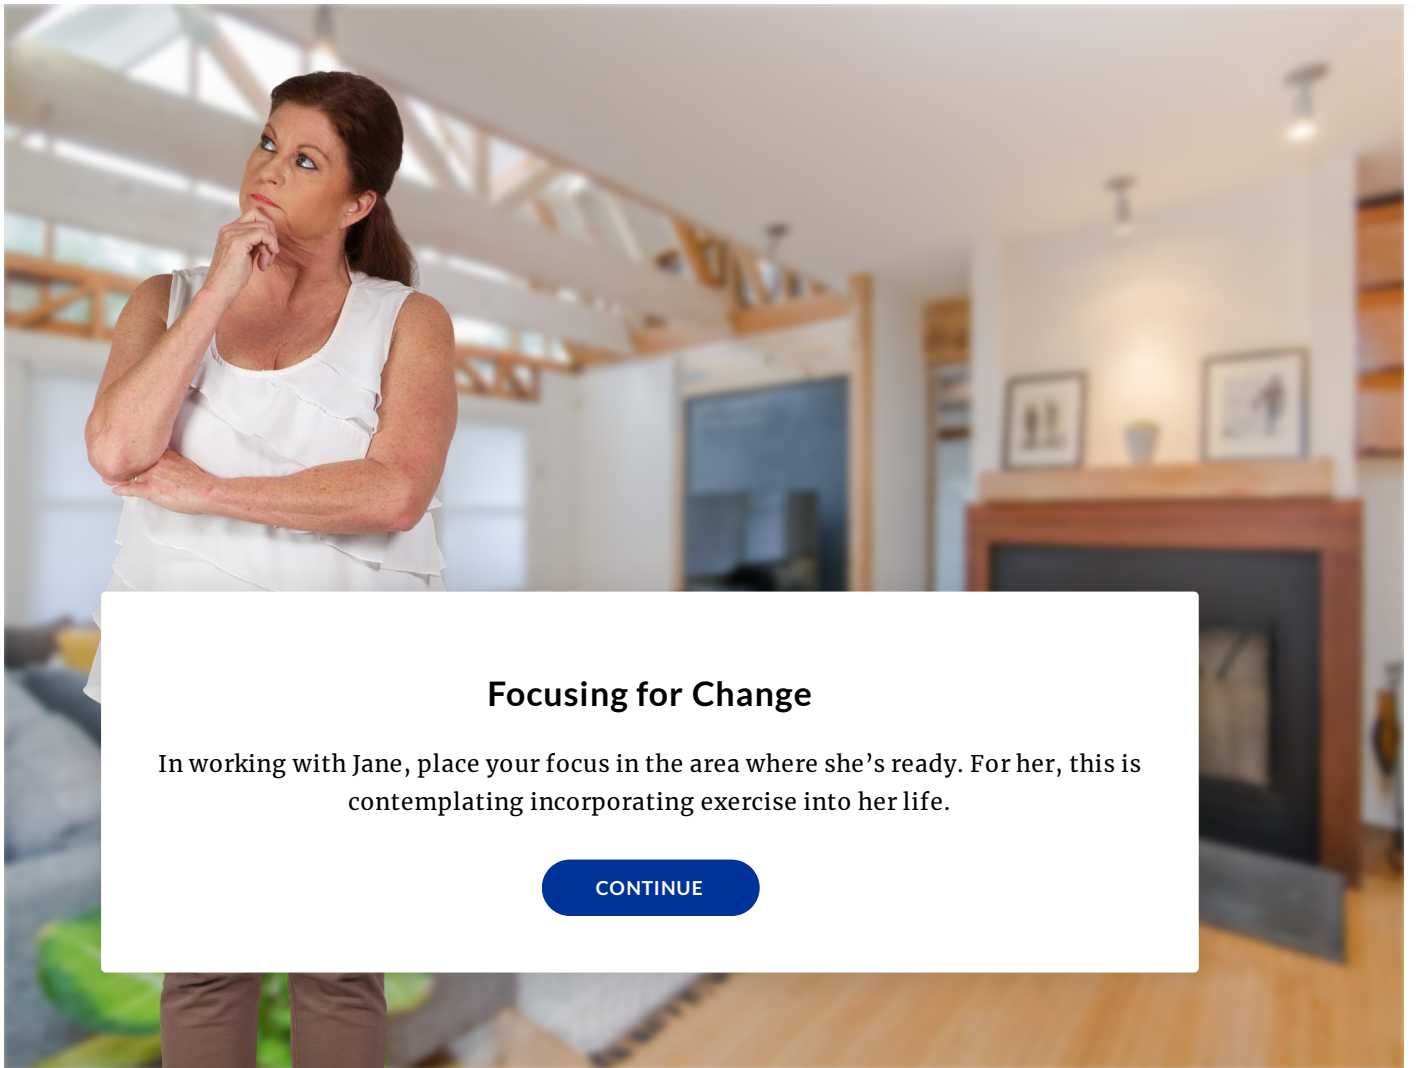 Focusing for Change
In working with Jane, place your focus in the area where she’s ready. For her, this is
contemplating incorporating exercise into her life.
CONTINUE